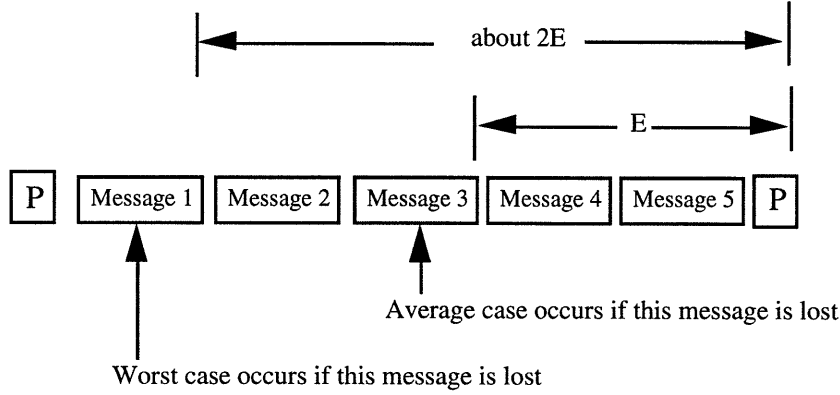 about 2E
E
P Message 1 Message 2 Message 3 Message 4 Message 5 P
Average case occurs if this message is lost
Worst case occurs if this message is lost